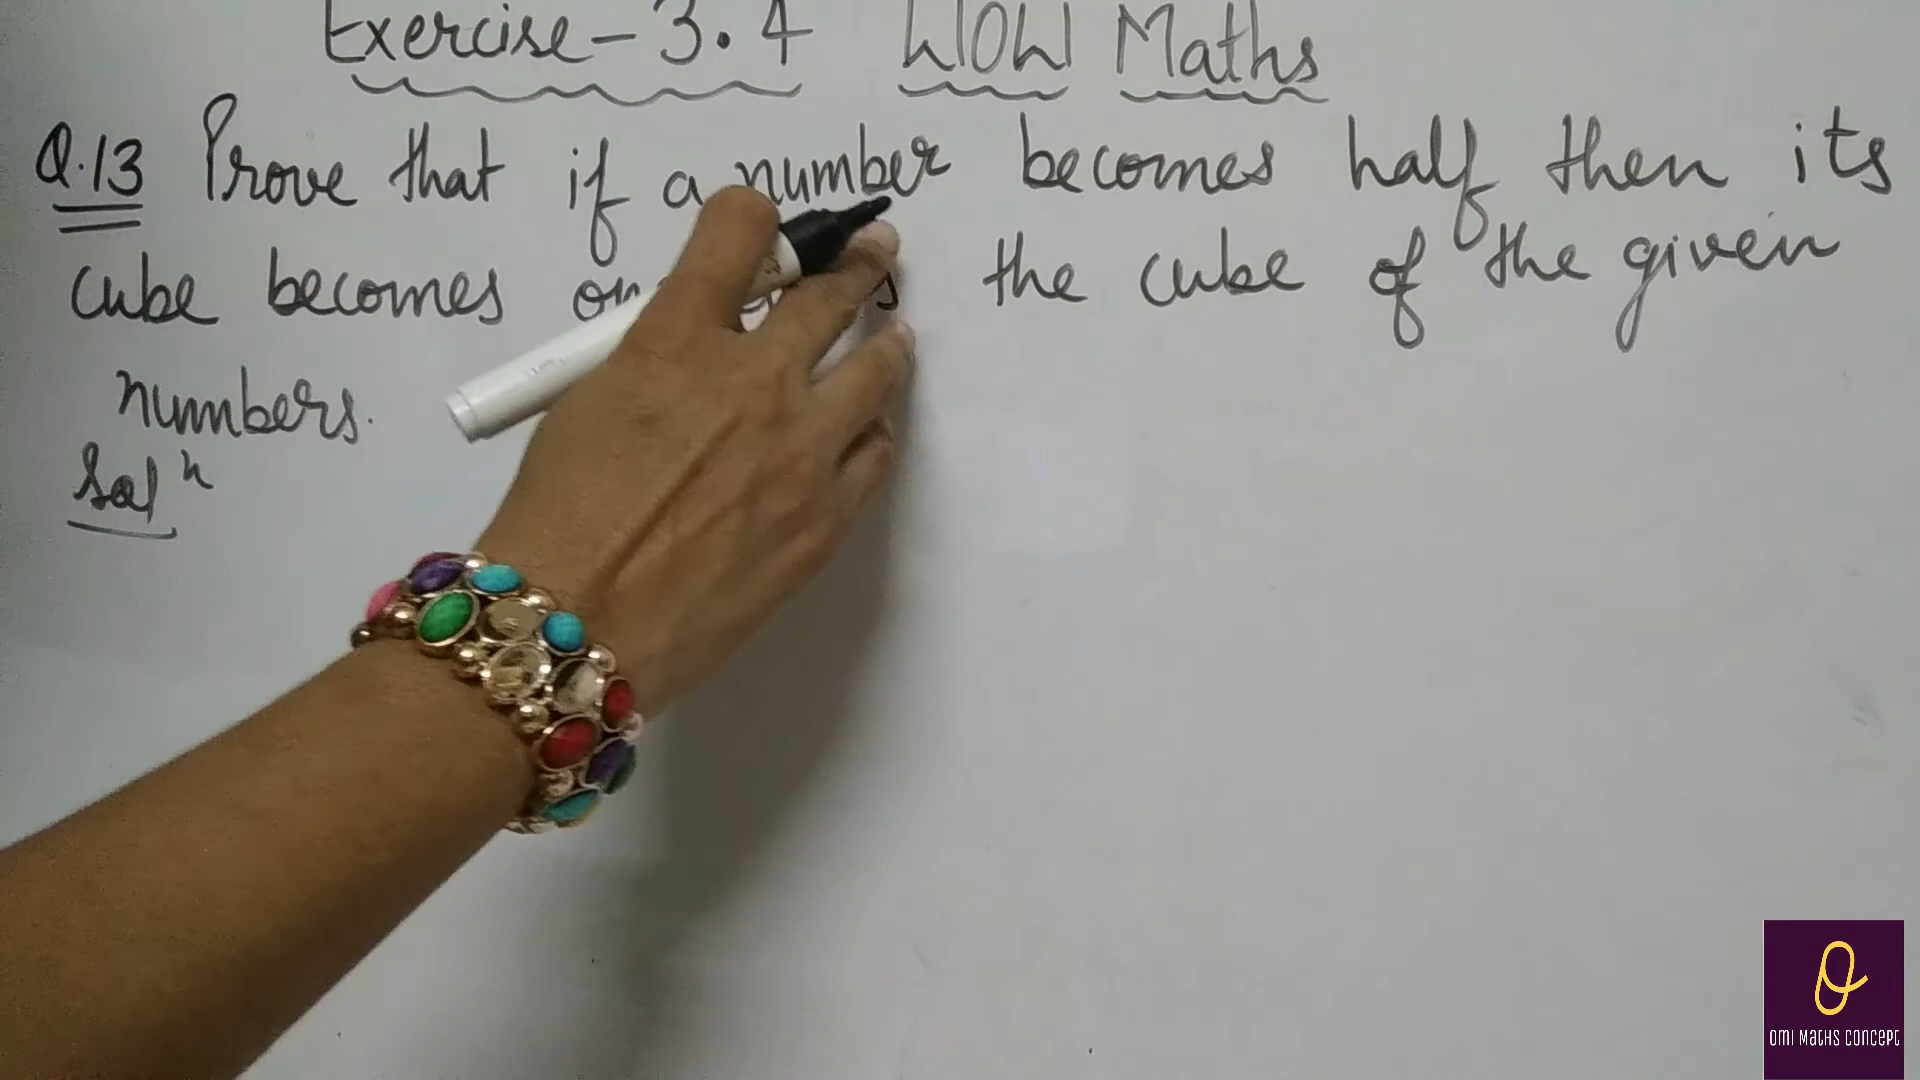 Exercise - 3.4 WOW Maths
Q.13 Prove that if a number becomes half then its
cube becomes the cube of the given
numbers.
Solⁿ
OMI MATHS CONCEPT